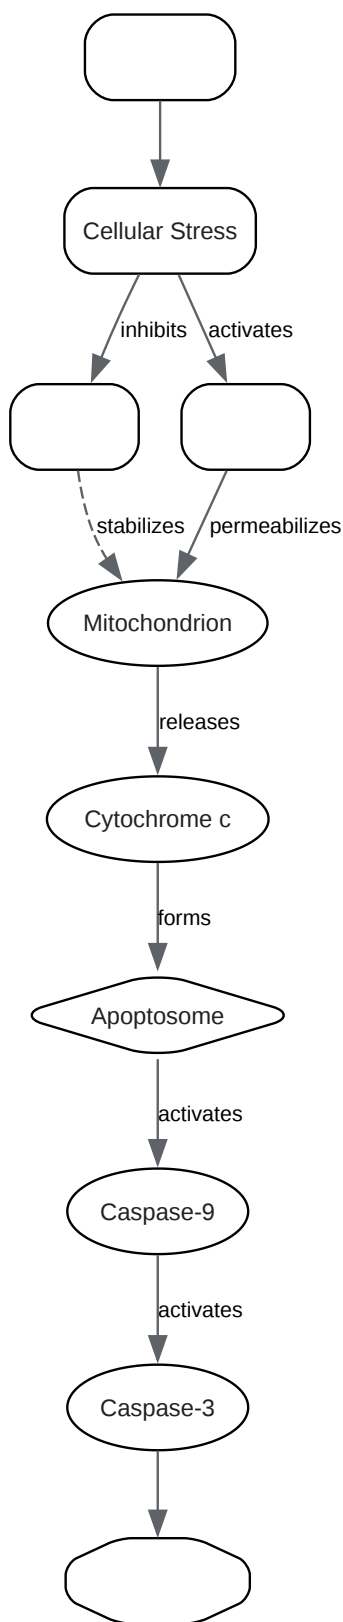 Cellular Stress
inhibits
activates
stabilizes
permeabilizes
Mitochondrion
releases
Cytochrome c
forms
Apoptosome
activates
Caspase-9
activates
Caspase-3